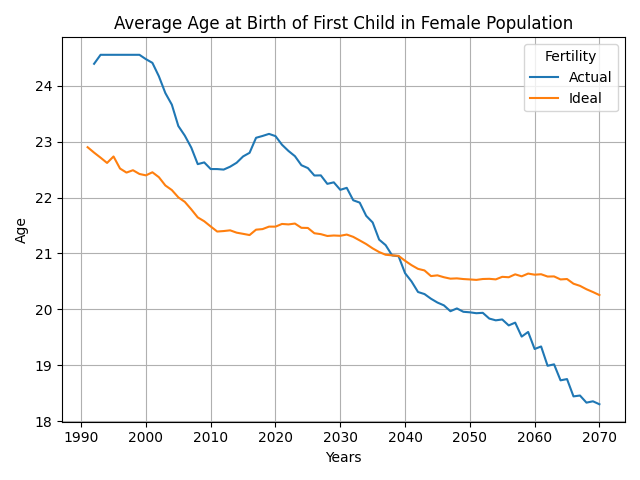 Average Age at Birth of First Child in Female Population
Fertility
Actual
Ideal
Age
24
23
22
21
20
19
18
1990 2000 2010 2020 2030 2040 2050 2060 2070
Years